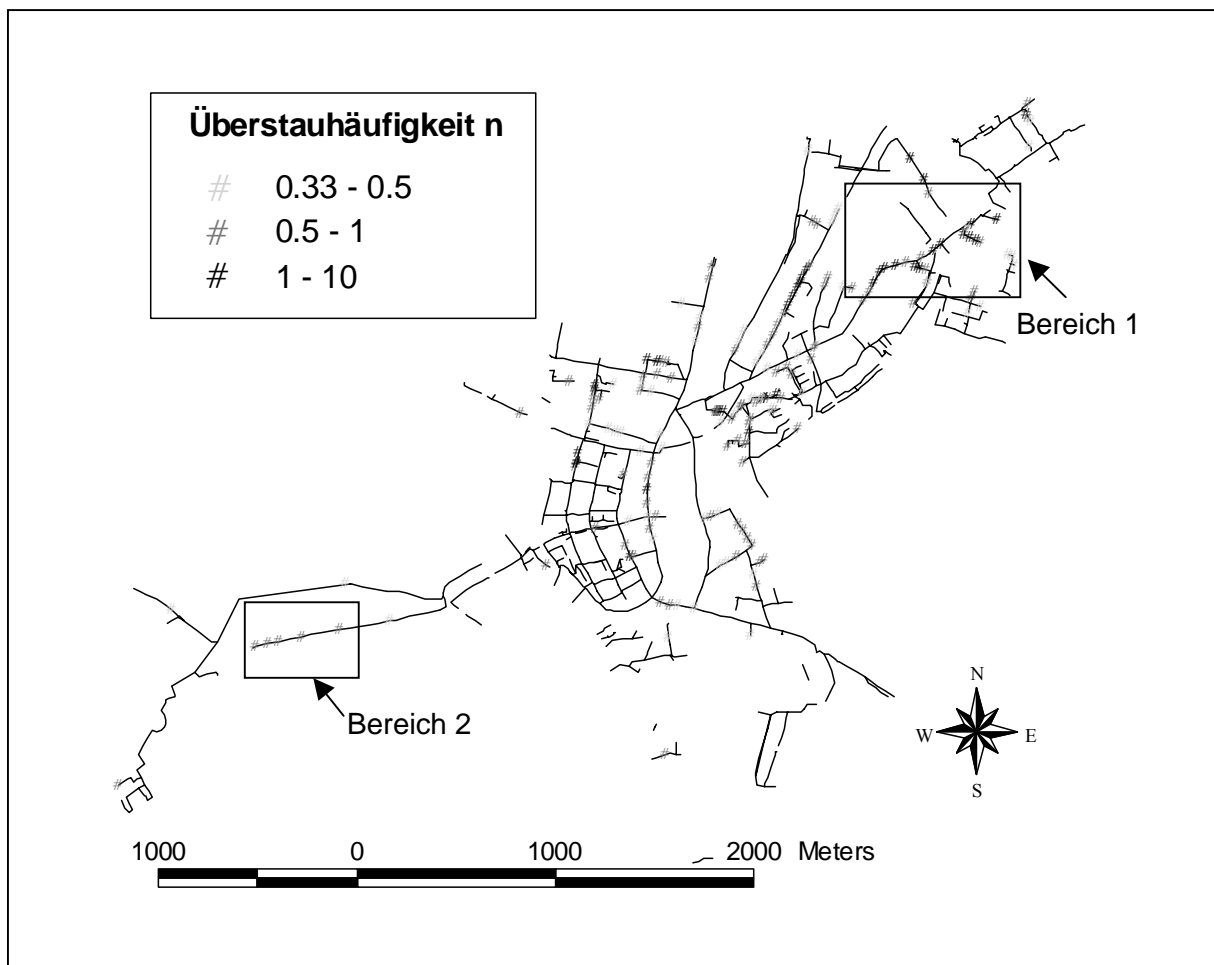 Überstauhäufigkeit n
# 0.33 - 0.5
# 0.5 - 1
# 1 - 10
Bereich 1
Bereich 2
N
W E
S
1000 0 1000 2000 Meters